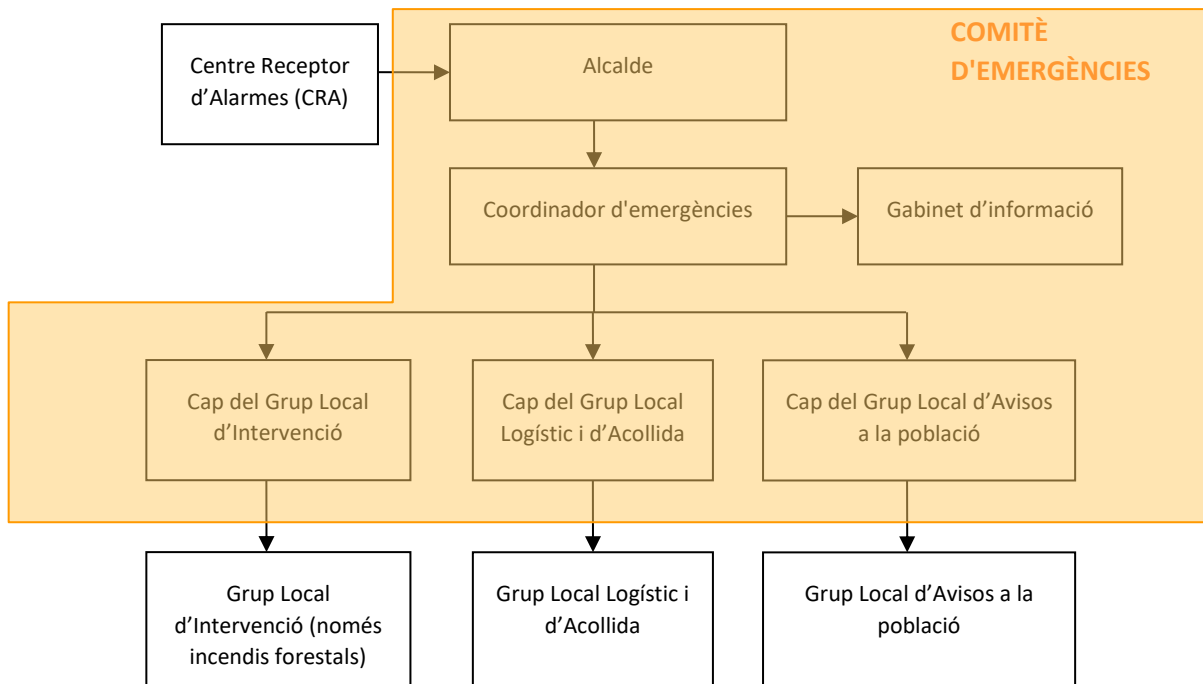 COMITÈ
D'EMERGÈNCIES
Centre Receptor
d’Alarmes (CRA)
Alcalde
Coordinador d'emergències
Gabinet d’informació
Cap del Grup Local
d’Intervenció
Cap del Grup Local
Logístic i d’Acollida
Cap del Grup Local d’Avisos
a la població
Grup Local
d’Intervenció (només
incendis forestals)
Grup Local Logístic i
d’Acollida
Grup Local d’Avisos a la
població